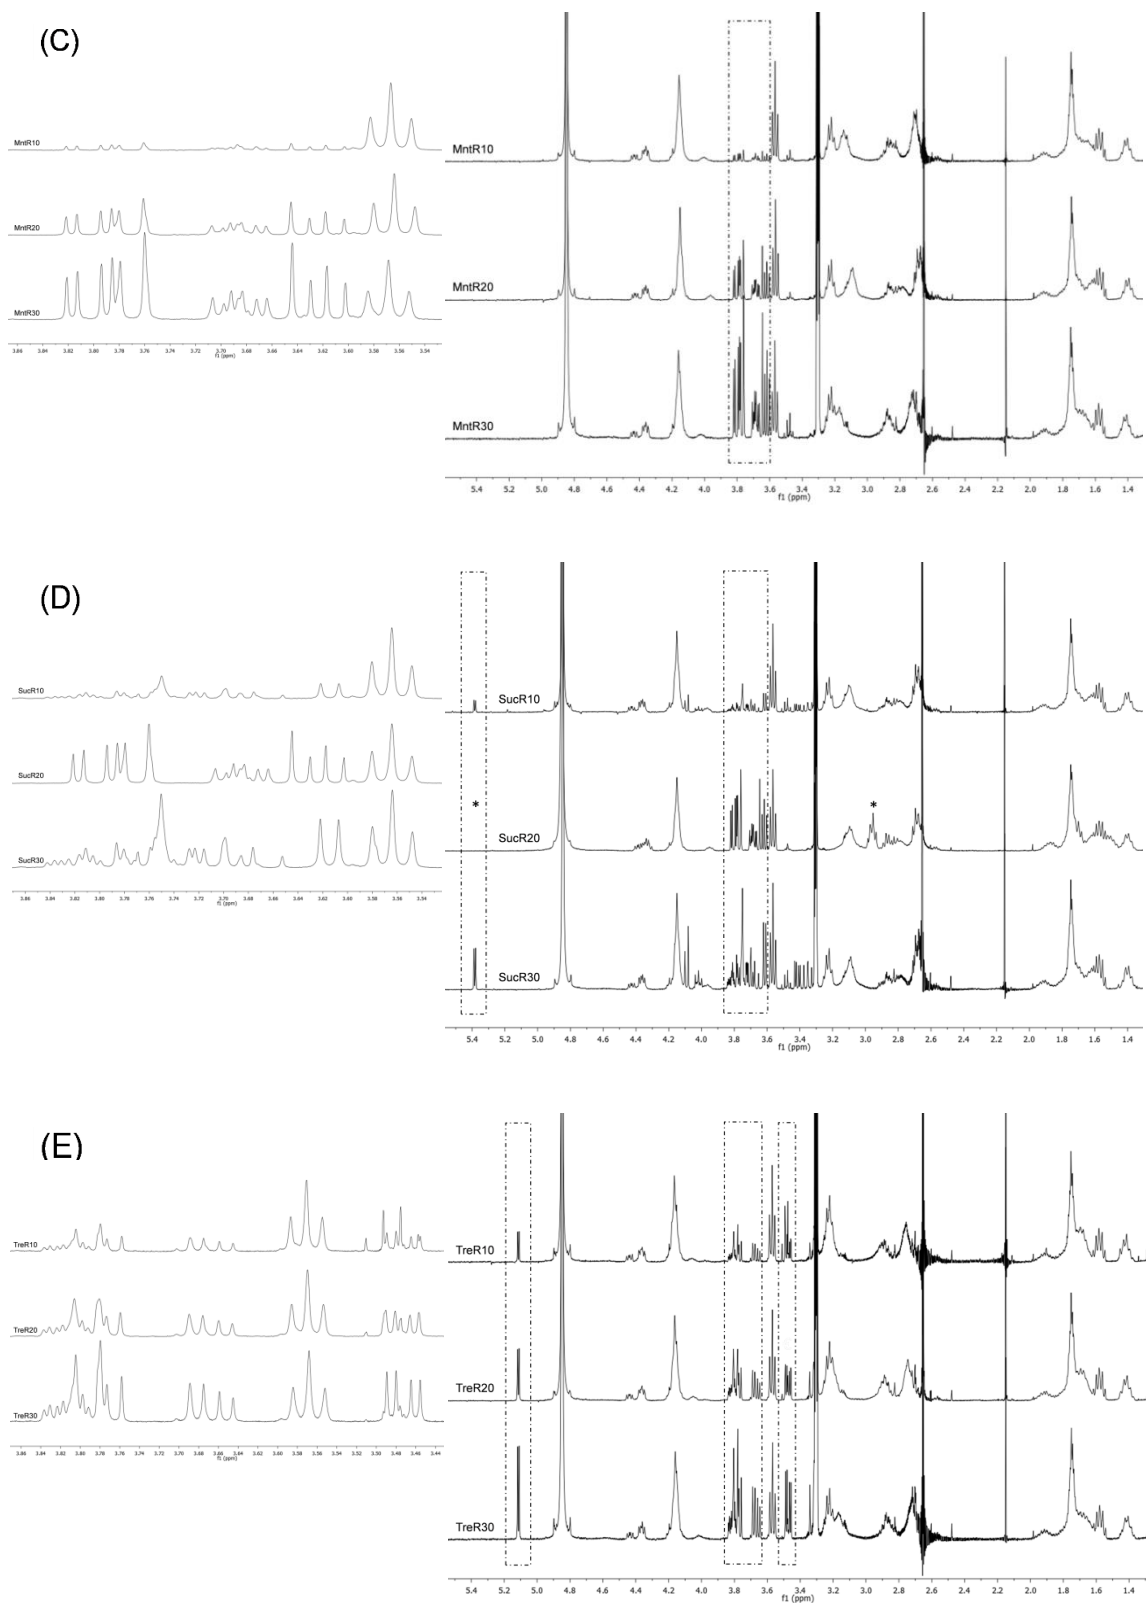 (C)
MntR10
MntR20
MntR30
3.86 3.84 3.82 3.80 3.78 3.76 3.74 3.72 3.70 3.68 3.66 3.64 3.62 3.60 3.58 3.56 3.54
f1 (ppm)
MntR10
MntR20
MntR30
5.4 5.2 5.0 4.8 4.6 4.4 4.2 4.0 3.8 3.6 3.4 3.2 3.0 2.8 2.6 2.4 2.2 2.0 1.8 1.6 1.4
f1 (ppm)
(D)
SucR10
SucR20
SucR30
3.86 3.84 3.82 3.80 3.78 3.76 3.74 3.72 3.70 3.68 3.66 3.64 3.62 3.60 3.58 3.56 3.54
f1 (ppm)
SucR10
* *
SucR20
SucR30
5.4 5.2 5.0 4.8 4.6 4.4 4.2 4.0 3.8 3.6 3.4 3.2 3.0 2.8 2.6 2.4 2.2 2.0 1.8 1.6 1.4
f1 (ppm)
(E)
TreR10
TreR20
TreR30
3.86 3.84 3.82 3.80 3.78 3.76 3.74 3.72 3.70 3.68 3.66 3.64 3.62 3.60 3.58 3.56 3.54 3.52 3.50 3.48 3.46 3.44
f1 (ppm)
TreR10
TreR20
TreR30
5.4 5.2 5.0 4.8 4.6 4.4 4.2 4.0 3.8 3.6 3.4 3.2 3.0 2.8 2.6 2.4 2.2 2.0 1.8 1.6 1.4
f1 (ppm)